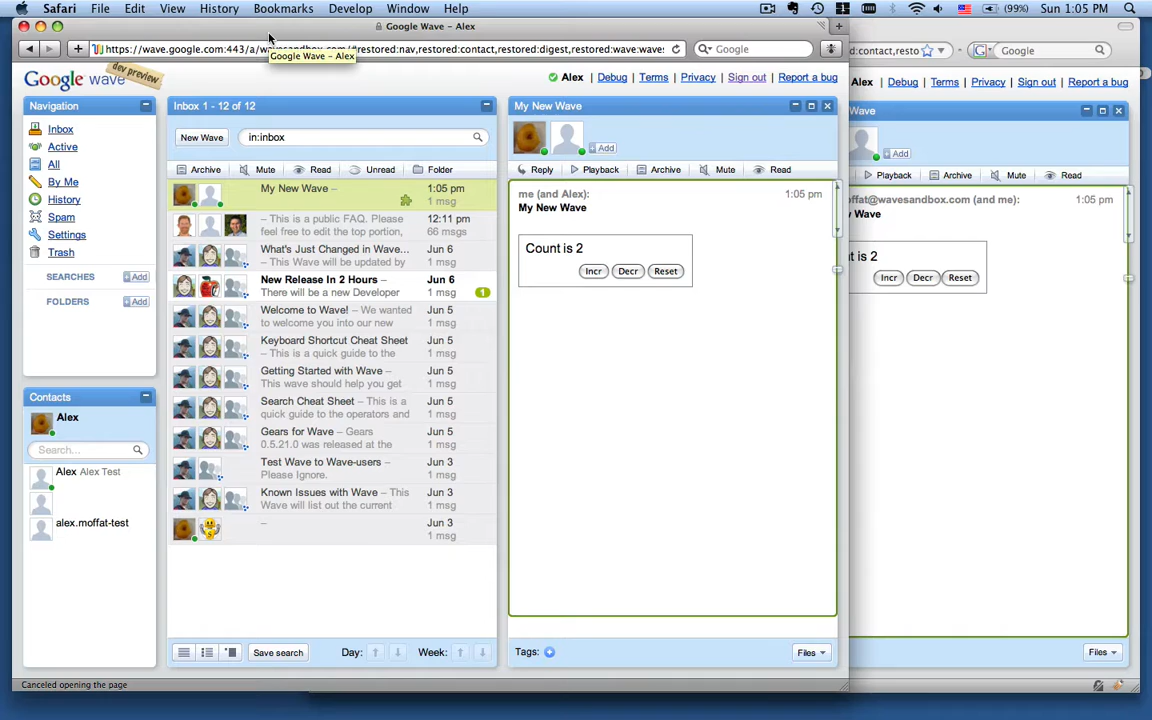 Safari File Edit View History Bookmarks Develop Window Help (99%) Sun 1:05 PM
Google Wave – Alex
https://wave.google.com:443/a/wavesandbox.com/#restored:nav,restored:contact,restored:digest,restored:wave:waves
Google
Google Wave – Alex
Google wave
dev preview
Alex Debug Terms Privacy Sign out Report a bug
Navigation
Inbox
Active
All
By Me
History
Spam
Settings
Trash
SEARCHES Add
FOLDERS Add
Contacts
Alex
Search...
Alex Alex Test
alex.moffat-test
Inbox 1 - 12 of 12
New Wave in:inbox
Archive Mute Read Unread Folder
My New Wave – 1:05 pm
1 msg
– This is a public FAQ. Please 12:11 pm
feel free to edit the top portion, 66 msgs
What's Just Changed in Wave... Jun 6
– This Wave will be updated by 1 msg
New Release In 2 Hours – Jun 6
There will be a new Developer 1 msg 1
Welcome to Wave! – We wanted Jun 5
to welcome you into our new 1 msg
Keyboard Shortcut Cheat Sheet Jun 5
– This is a quick guide to the 1 msg
Getting Started with Wave – Jun 5
This wave should help you get 1 msg
Search Cheat Sheet – This is a Jun 5
quick guide to the operators and 1 msg
Gears for Wave – Gears Jun 4
0.5.21.0 was released at the 1 msg
Test Wave to Wave-users – Jun 3
Please Ignore. 1 msg
Known Issues with Wave – This Jun 3
Wave will list out the current 1 msg
– Jun 3
1 msg
Save search Day: Week:
My New Wave
Add
Reply Playback Archive Mute Read
me (and Alex): 1:05 pm
My New Wave
Count is 2
Incr Decr Reset
Tags: Files
Canceled opening the page
:contact,resto Google
Alex Debug Terms Privacy Sign out Report a bug
Wave
Add
Playback Archive Mute Read
offat@wavesandbox.com (and me): 1:05 pm
Wave
is 2
Incr Decr Reset
Files